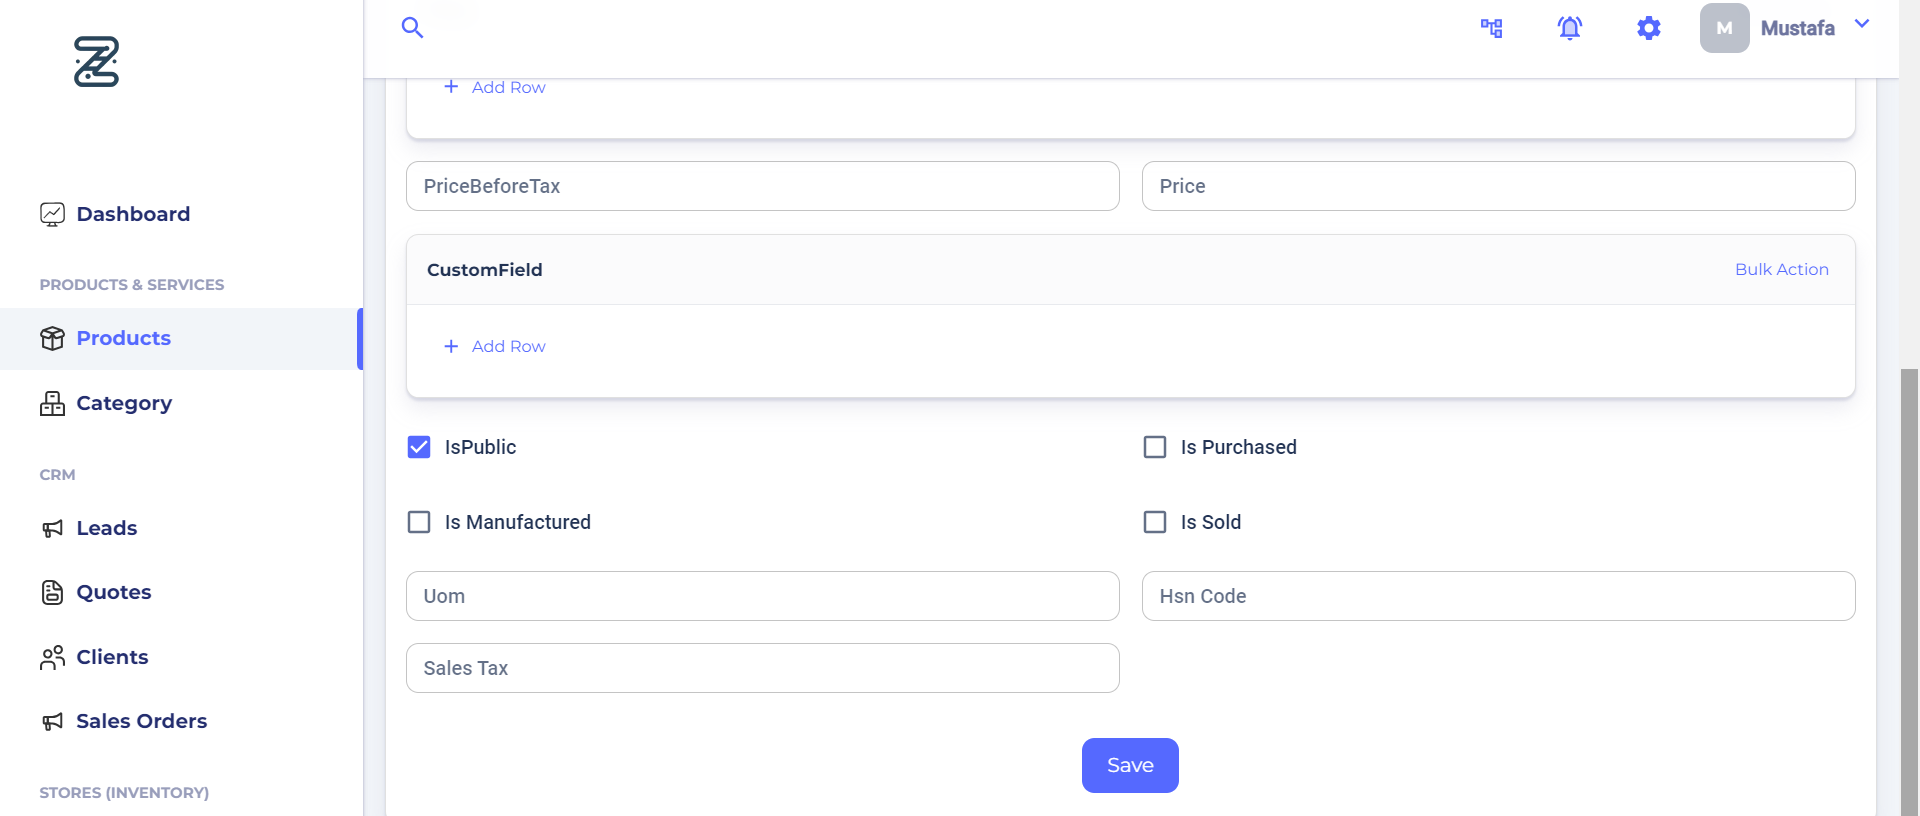 M Mustafa
Dashboard
PRODUCTS & SERVICES
Products
Category
CRM
Leads
Quotes
Clients
Sales Orders
STORES (INVENTORY)
+ Add Row
PriceBeforeTax
Price
CustomField
Bulk Action
+ Add Row
IsPublic
Is Purchased
Is Manufactured
Is Sold
Uom
Hsn Code
Sales Tax
Save